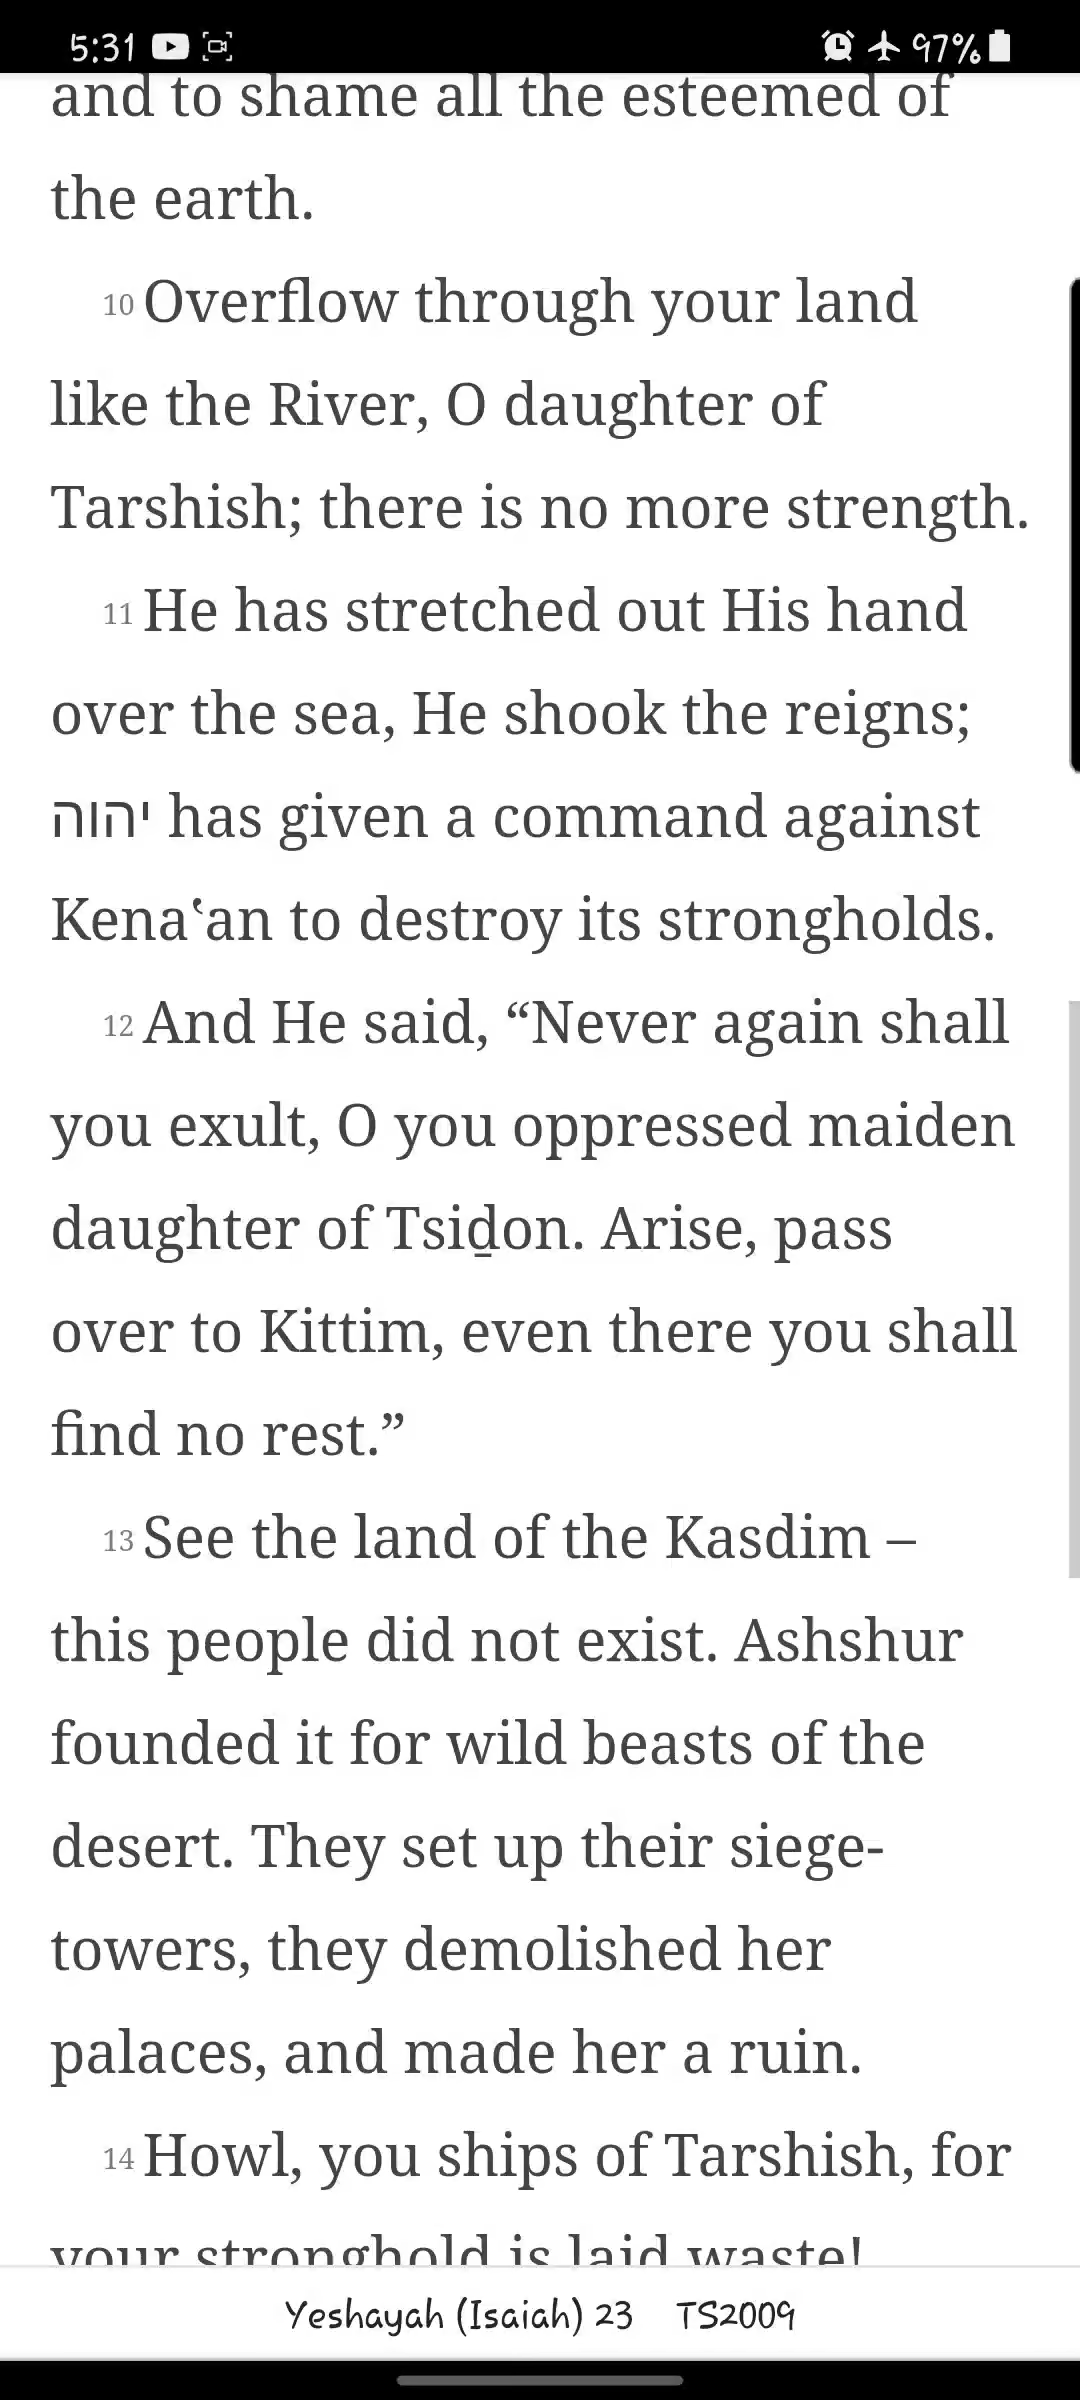 5:31 97%
and to shame all the esteemed of
the earth.
10 Overflow through your land
like the River, O daughter of
Tarshish; there is no more strength.
11 He has stretched out His hand
over the sea, He shook the reigns;
יהוה has given a command against
Kenaʽan to destroy its strongholds.
12 And He said, “Never again shall
you exult, O you oppressed maiden
daughter of Tsiḏon. Arise, pass
over to Kittim, even there you shall
find no rest.”
13 See the land of the Kasdim –
this people did not exist. Ashshur
founded it for wild beasts of the
desert. They set up their siege-
towers, they demolished her
palaces, and made her a ruin.
14 Howl, you ships of Tarshish, for
your stronghold is laid waste!
Yeshayah (Isaiah) 23 TS2009